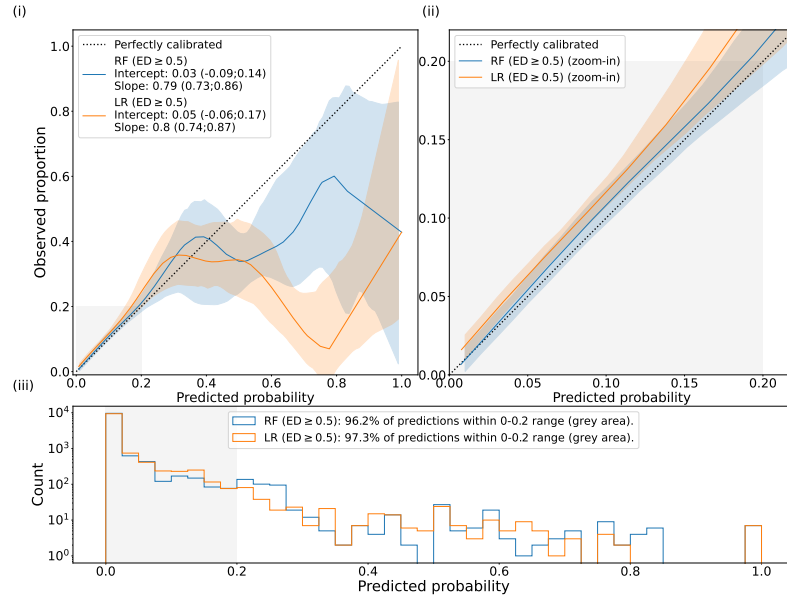 (i)
(ii)
Perfectly calibrated
RF (ED ≥ 0.5)
Intercept: 0.03 (-0.09;0.14)
Slope: 0.79 (0.73;0.86)
LR (ED ≥ 0.5)
Intercept: 0.05 (-0.06;0.17)
Slope: 0.8 (0.74;0.87)
1.0
0.8
0.6
0.4
0.2
0.0
Observed proportion
0.0
0.2
0.4
0.6
0.8
1.0
Predicted probability
Perfectly calibrated
RF (ED ≥ 0.5) (zoom-in)
LR (ED ≥ 0.5) (zoom-in)
0.20
0.15
0.10
0.05
0.00
0.00
0.05
0.10
0.15
0.20
Predicted probability
(iii)
RF (ED ≥ 0.5): 96.2% of predictions within 0-0.2 range (grey area).
LR (ED ≥ 0.5): 97.3% of predictions within 0-0.2 range (grey area).
10⁴
10³
10²
10¹
10⁰
Count
0.0
0.2
0.4
0.6
0.8
1.0
Predicted probability